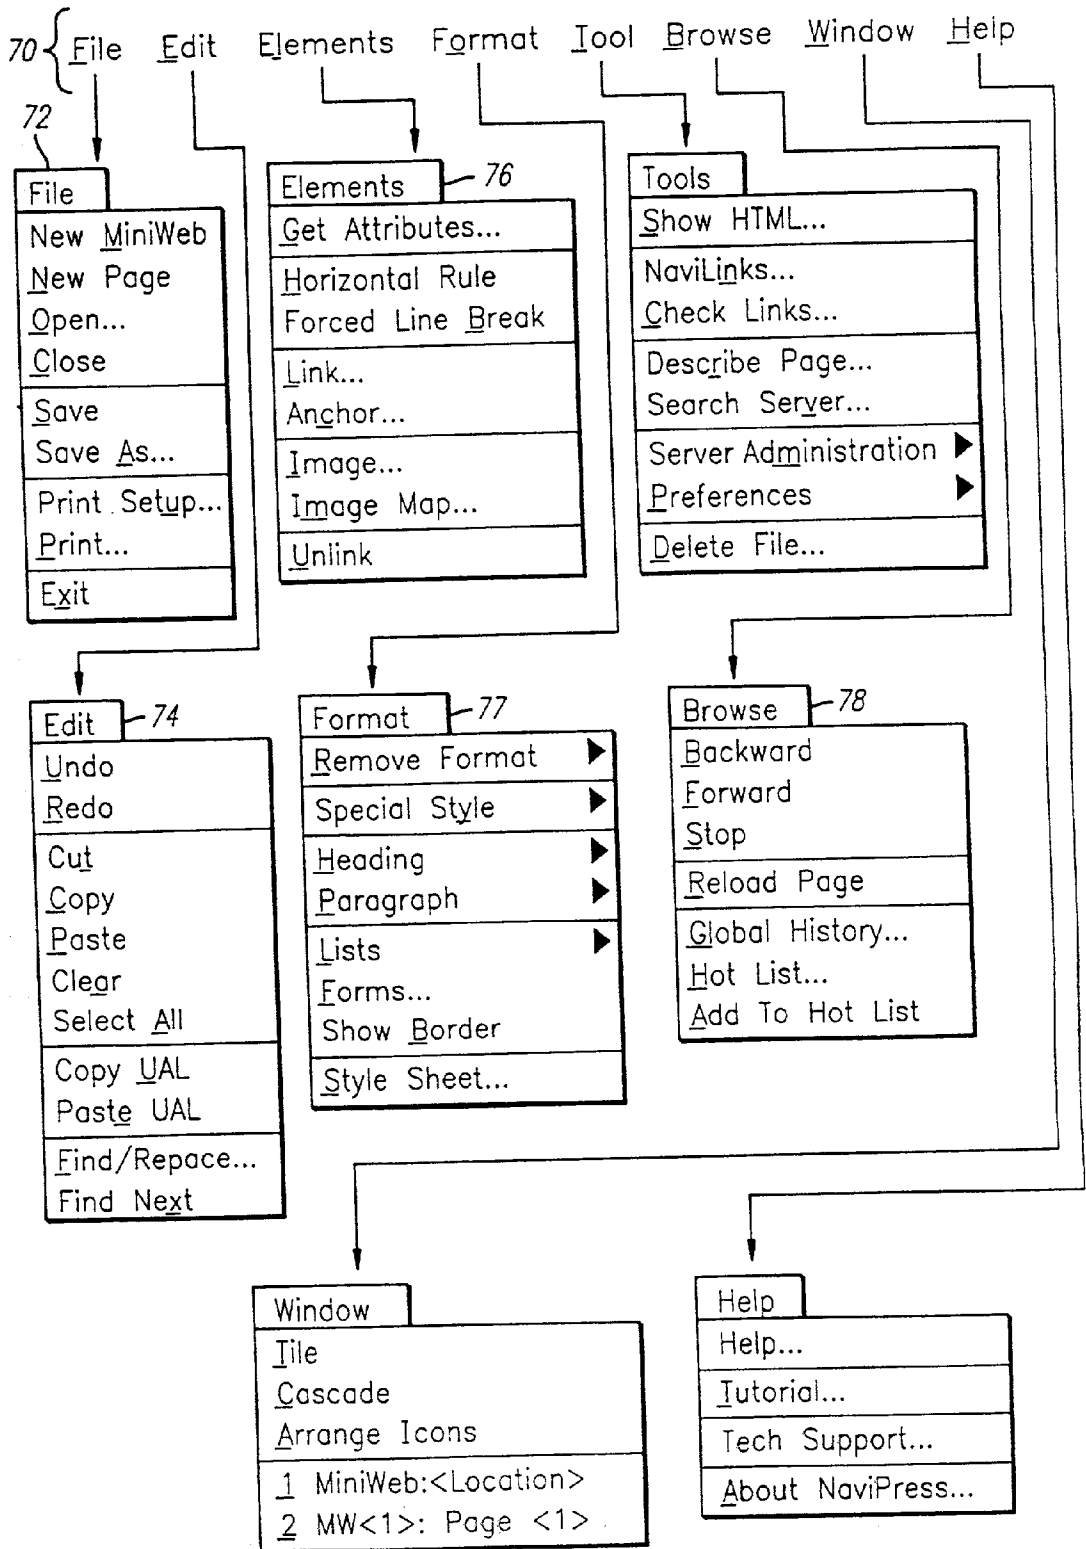 70 File Edit Elements Format Tool Browse Window Help
72
File
New MiniWeb
New Page
Open...
Close
Save
Save As...
Print Setup...
Print...
Exit
Elements 76
Get Attributes...
Horizontal Rule
Forced Line Break
Link...
Anchor...
Image...
Image Map...
Unlink
Tools
Show HTML...
NaviLinks...
Check Links...
Describe Page...
Search Server...
Server Administration
Preferences
Delete File...
Edit 74
Undo
Redo
Cut
Copy
Paste
Clear
Select All
Copy UAL
Paste UAL
Find/Repace...
Find Next
Format 77
Remove Format
Special Style
Heading
Paragraph
Lists
Forms...
Show Border
Style Sheet...
Browse 78
Backward
Forward
Stop
Reload Page
Global History...
Hot List...
Add To Hot List
Window
Tile
Cascade
Arrange Icons
1 MiniWeb:<Location>
2 MW<1>: Page <1>
Help
Help...
Tutorial...
Tech Support...
About NaviPress...